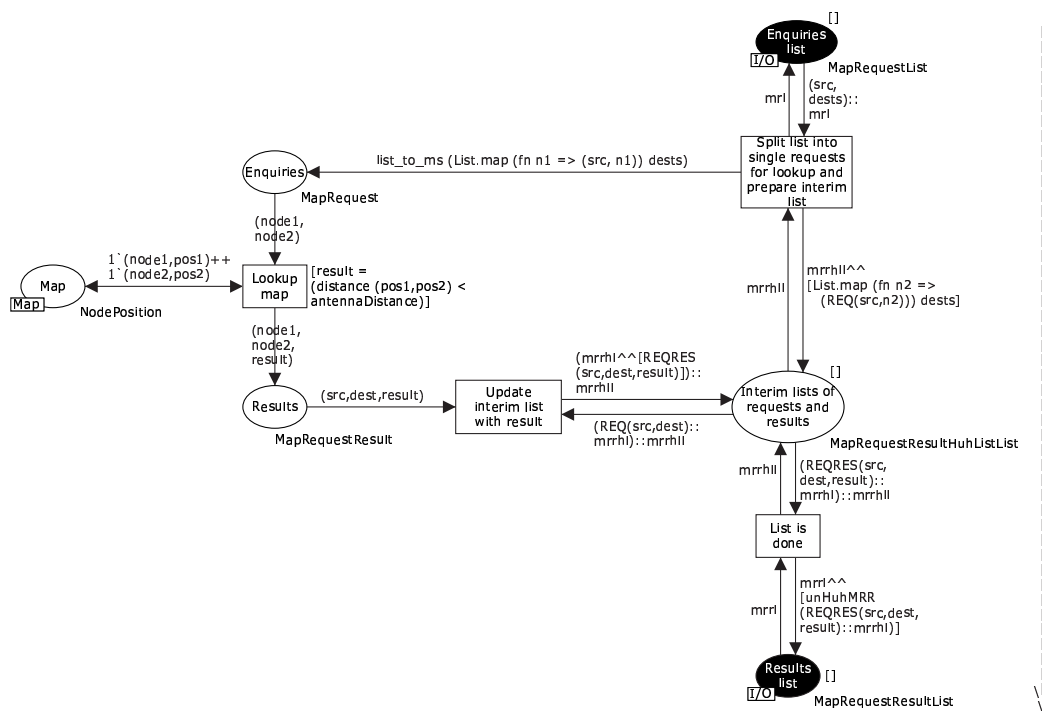 []
Enquiries
list
I/O
MapRequestList
mrl
(src,
dests)::
mrl
Split list into
single requests
for lookup and
prepare interim
list
list_to_ms (List.map (fn n1 => (src, n1)) dests)
Enquiries
MapRequest
(node1,
node2)
1`(node1,pos1)++
1`(node2,pos2)
Map
Map
NodePosition
Lookup
map
[result =
(distance (pos1,pos2) <
antennaDistance)]
mrrhll
mrrhll^^
[List.map (fn n2 =>
(REQ(src,n2))) dests]
(node1,
node2,
result)
Results
MapRequestResult
(src,dest,result)
Update
interim list
with result
(mrrhl^^[REQRES
(src,dest,result)])::
mrrhll
(REQ(src,dest)::
mrrhl)::mrrhll
[]
Interim lists of
requests and
results
MapRequestResultHuhListList
mrrhll
(REQRES(src,
dest,result)::
mrrhl)::mrrhll
List is
done
mrrl
mrrl^^
[unHuhMRR
(REQRES(src,dest,
result)::mrrhl)]
Results
list
[]
I/O
MapRequestResultList
\
\